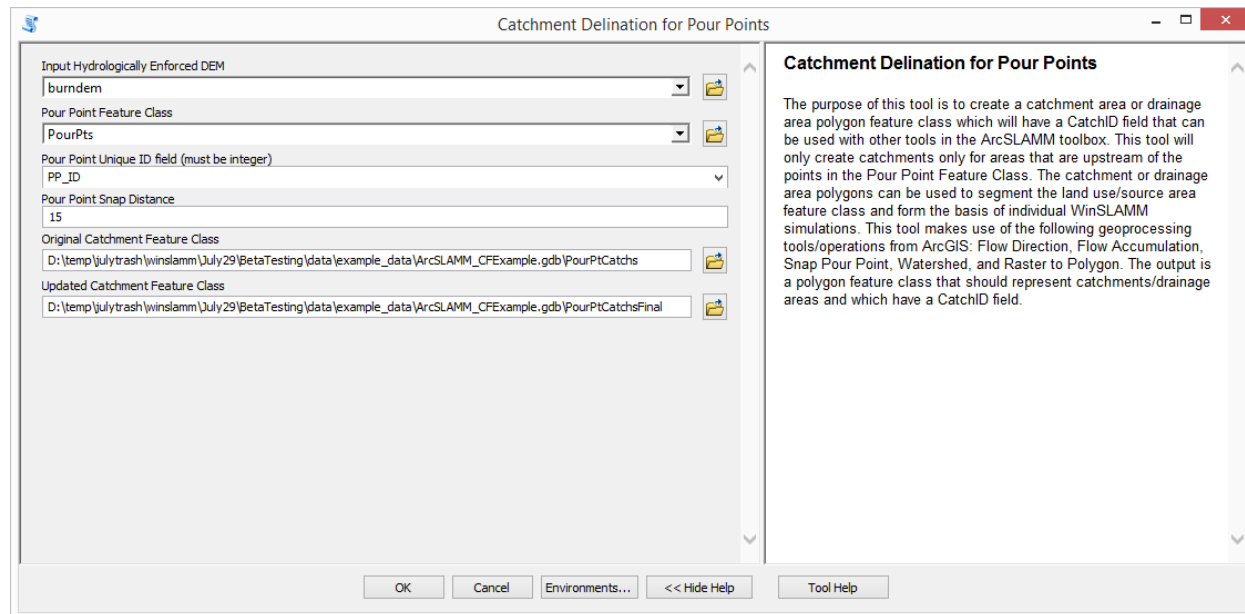 Catchment Delination for Pour Points
Input Hydrologically Enforced DEM
burndem
Pour Point Feature Class
PourPts
Pour Point Unique ID field (must be integer)
PP_ID
Pour Point Snap Distance
15
Original Catchment Feature Class
D:\temp\julytrash\winslamm\July29\BetaTesting\data\example_data\ArcSLAMM_CFExample.gdb\PourPtCatchs
Updated Catchment Feature Class
D:\temp\julytrash\winslamm\July29\BetaTesting\data\example_data\ArcSLAMM_CFExample.gdb\PourPtCatchsFinal
Catchment Delination for Pour Points
The purpose of this tool is to create a catchment area or drainage
area polygon feature class which will have a CatchID field that can
be used with other tools in the ArcSLAMM toolbox. This tool will
only create catchments only for areas that are upstream of the
points in the Pour Point Feature Class. The catchment or drainage
area polygons can be used to segment the land use/source area
feature class and form the basis of individual WinSLAMM
simulations. This tool makes use of the following geoprocessing
tools/operations from ArcGIS: Flow Direction, Flow Accumulation,
Snap Pour Point, Watershed, and Raster to Polygon. The output is
a polygon feature class that should represent catchments/drainage
areas and which have a CatchID field.
OK
Cancel
Environments...
<< Hide Help
Tool Help